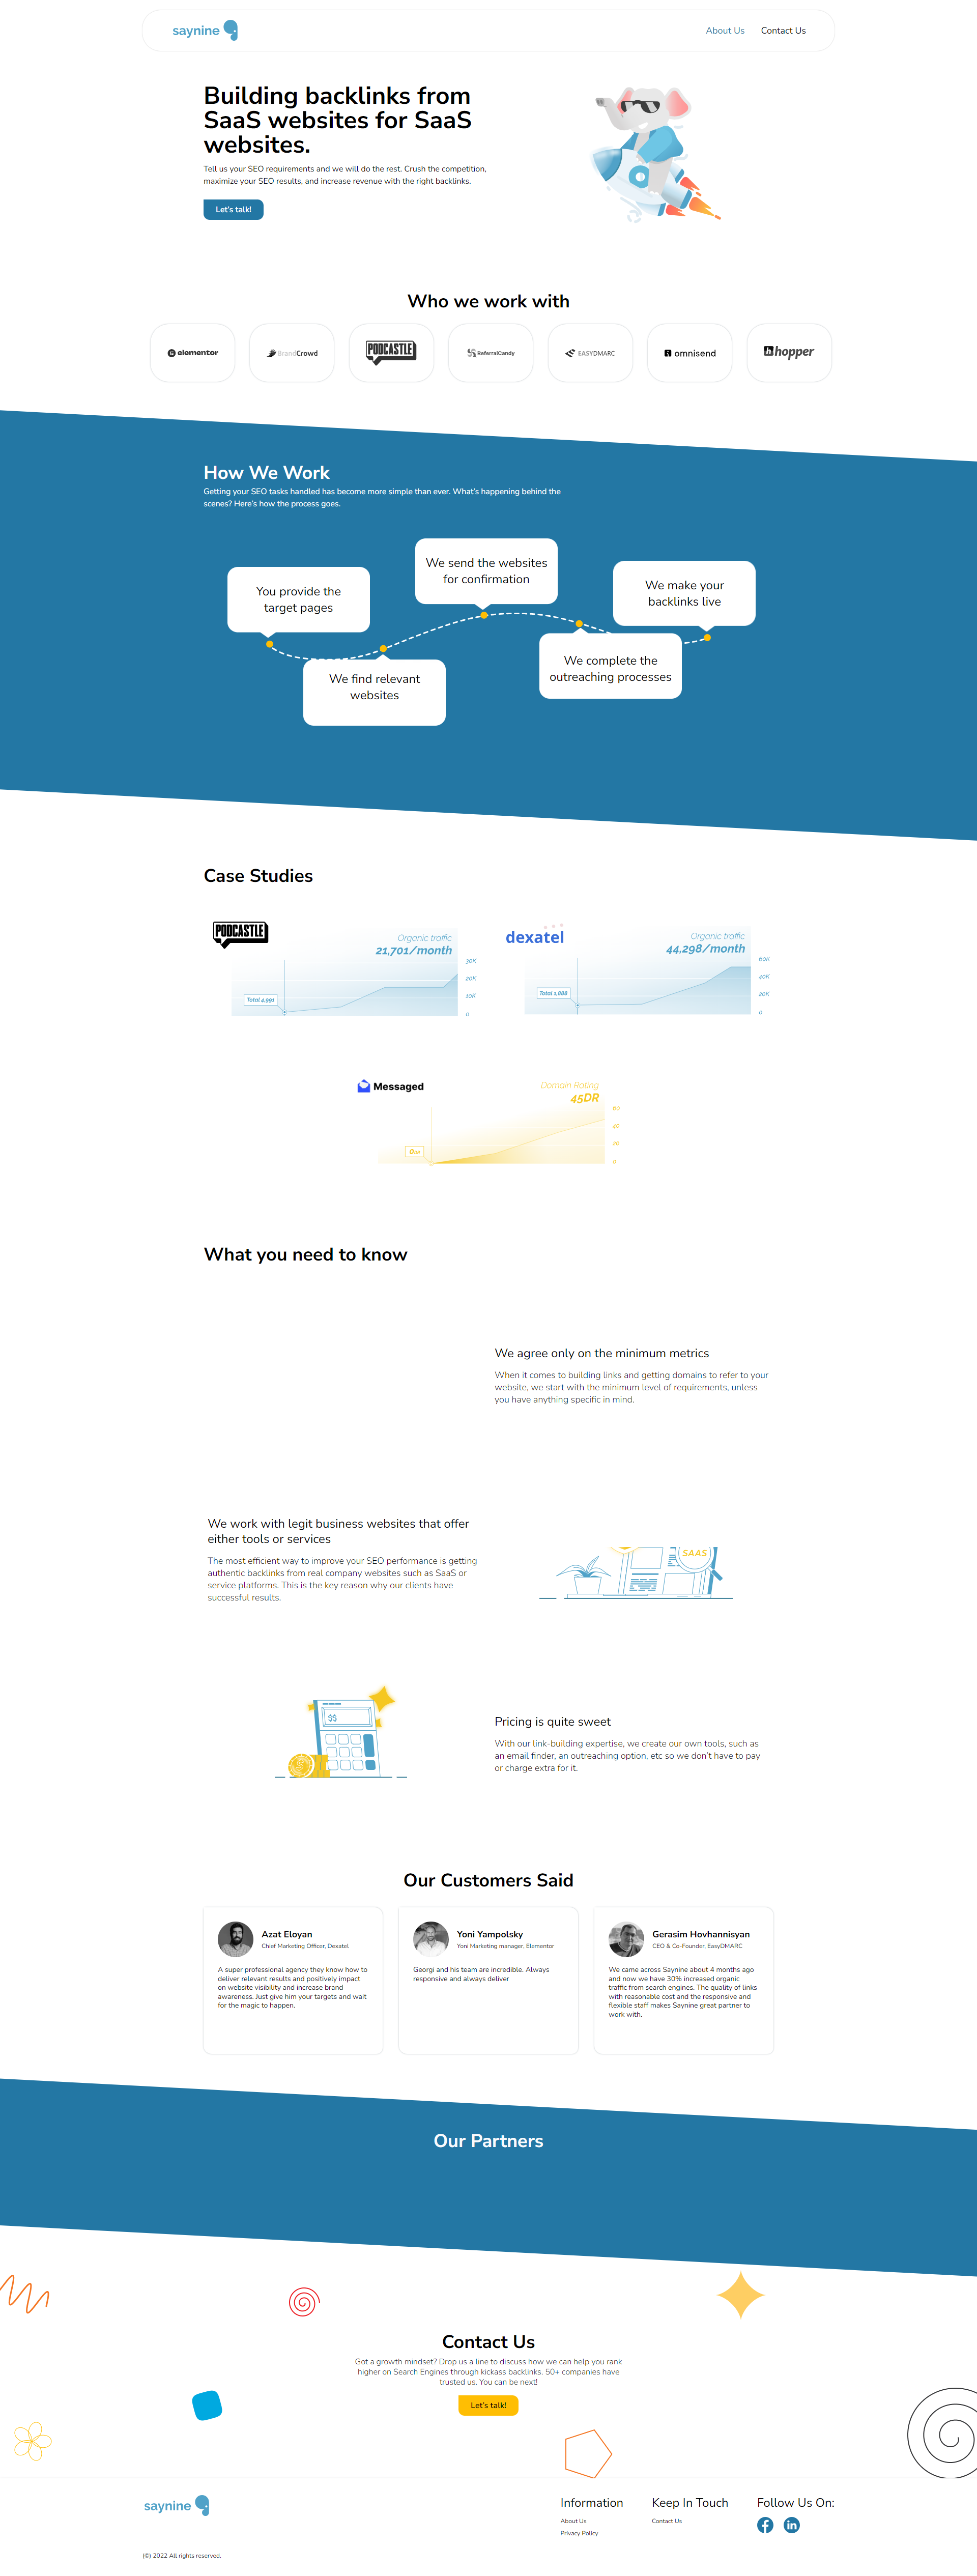 saynine
About Us
Contact Us
Building backlinks from
SaaS websites for SaaS
websites.
Tell us your SEO requirements and we will do the rest. Crush the competition,
maximize your SEO results, and increase revenue with the right backlinks.
Let's talk!
Who we work with
elementor
BrandCrowd
PODCASTLE
ReferralCandy
EASYDMARC
omnisend
hopper
How We Work
Getting your SEO tasks handled has become more simple than ever. What's happening behind the
scenes? Here's how the process goes.
You provide the
target pages
We find relevant
websites
We send the websites
for confirmation
We complete the
outreaching processes
We make your
backlinks live
Case Studies
PODCASTLE
Organic traffic
21,701/month
30K
20K
10K
0
Total 4,991
dexatel
Organic traffic
44,298/month
60K
40K
20K
0
Total 1,888
Messaged
Domain Rating
45DR
60
40
20
0
0DR
What you need to know
We agree only on the minimum metrics
When it comes to building links and getting domains to refer to your
website, we start with the minimum level of requirements, unless
you have anything specific in mind.
We work with legit business websites that offer
either tools or services
The most efficient way to improve your SEO performance is getting
authentic backlinks from real company websites such as SaaS or
service platforms. This is the key reason why our clients have
successful results.
SAAS
$$
Pricing is quite sweet
With our link-building expertise, we create our own tools, such as
an email finder, an outreaching option, etc so we don't have to pay
or charge extra for it.
Our Customers Said
Azat Eloyan
Chief Marketing Officer, Dexatel
A super professional agency they know how to
deliver relevant results and positively impact
on website visibility and increase brand
awareness. Just give him your targets and wait
for the magic to happen.
Yoni Yampolsky
Yoni Marketing manager, Elementor
Georgi and his team are incredible. Always
responsive and always deliver
Gerasim Hovhannisyan
CEO & Co-Founder, EasyDMARC
We came across Saynine about 4 months ago
and now we have 30% increased organic
traffic from search engines. The quality of links
with reasonable cost and the responsive and
flexible staff makes Saynine great partner to
work with.
Our Partners
Contact Us
Got a growth mindset? Drop us a line to discuss how we can help you rank
higher on Search Engines through kickass backlinks. 50+ companies have
trusted us. You can be next!
Let's talk!
saynine
Information
About Us
Privacy Policy
Keep In Touch
Contact Us
Follow Us On:
(©) 2022 All rights reserved.